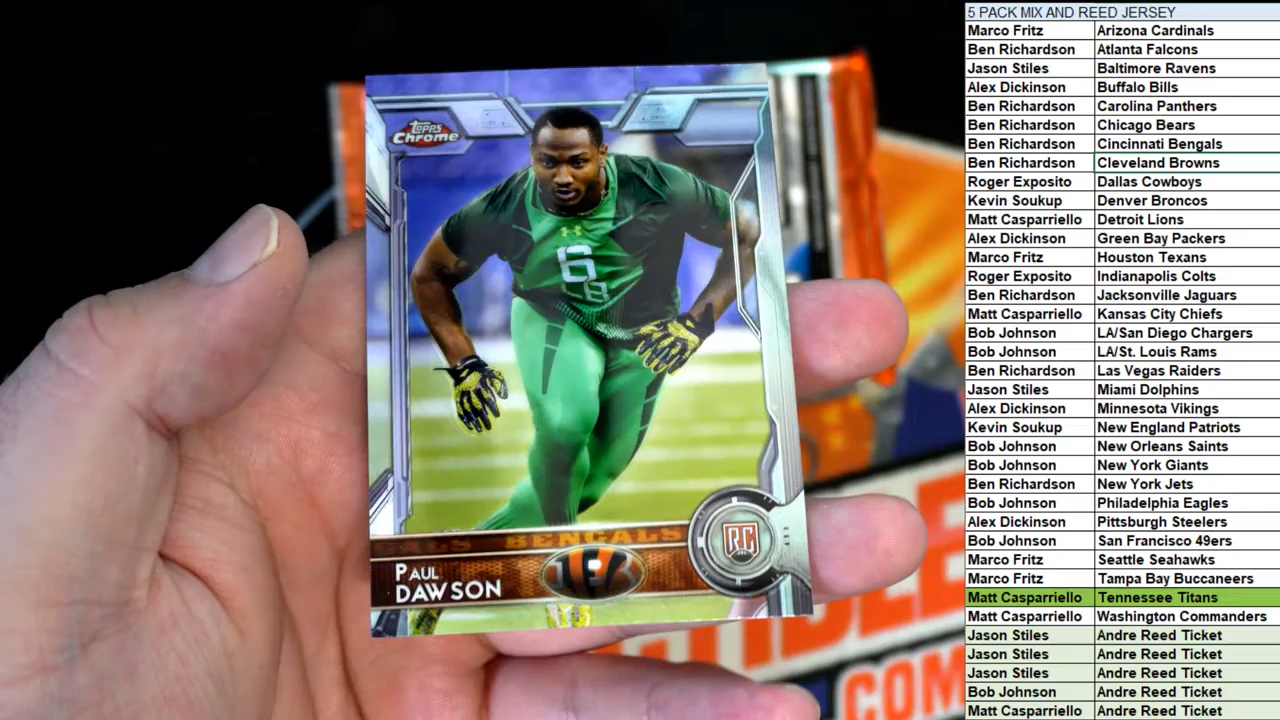 Topps
Chrome
6
8
ALS BENGALS
PAUL
DAWSON
RC
COM
5 PACK MIX AND REED JERSEY
Marco Fritz Arizona Cardinals
Ben Richardson Atlanta Falcons
Jason Stiles Baltimore Ravens
Alex Dickinson Buffalo Bills
Ben Richardson Carolina Panthers
Ben Richardson Chicago Bears
Ben Richardson Cincinnati Bengals
Ben Richardson Cleveland Browns
Roger Exposito Dallas Cowboys
Kevin Soukup Denver Broncos
Matt Casparriello Detroit Lions
Alex Dickinson Green Bay Packers
Marco Fritz Houston Texans
Roger Exposito Indianapolis Colts
Ben Richardson Jacksonville Jaguars
Matt Casparriello Kansas City Chiefs
Bob Johnson LA/San Diego Chargers
Bob Johnson LA/St. Louis Rams
Ben Richardson Las Vegas Raiders
Jason Stiles Miami Dolphins
Alex Dickinson Minnesota Vikings
Kevin Soukup New England Patriots
Bob Johnson New Orleans Saints
Bob Johnson New York Giants
Ben Richardson New York Jets
Bob Johnson Philadelphia Eagles
Alex Dickinson Pittsburgh Steelers
Bob Johnson San Francisco 49ers
Marco Fritz Seattle Seahawks
Marco Fritz Tampa Bay Buccaneers
Matt Casparriello Tennessee Titans
Matt Casparriello Washington Commanders
Jason Stiles Andre Reed Ticket
Jason Stiles Andre Reed Ticket
Jason Stiles Andre Reed Ticket
Bob Johnson Andre Reed Ticket
Matt Casparriello Andre Reed Ticket